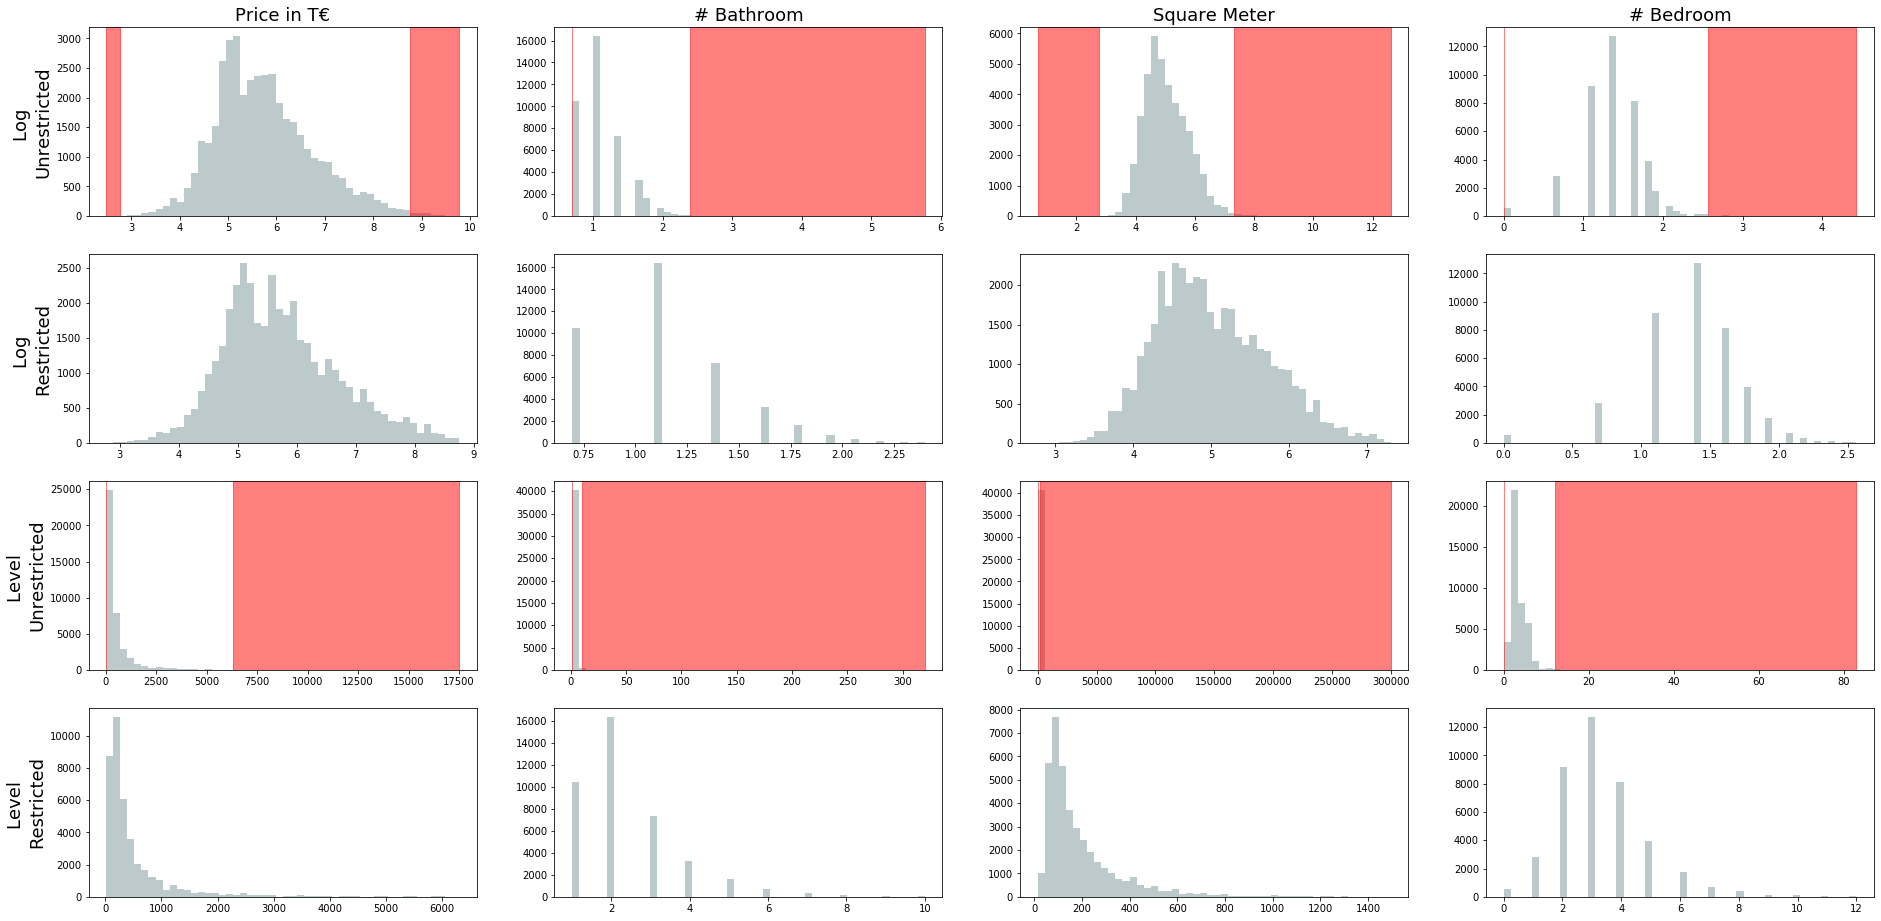 Price in T€ # Bathroom Square Meter # Bedroom
Log
Unrestricted
3000 2500 2000 1500 1000 500 0
3 4 5 6 7 8 9 10
16000 14000 12000 10000 8000 6000 4000 2000 0
1 2 3 4 5 6
6000 5000 4000 3000 2000 1000 0
2 4 6 8 10 12
12000 10000 8000 6000 4000 2000 0
0 1 2 3 4
Log
Restricted
2500 2000 1500 1000 500 0
3 4 5 6 7 8 9
16000 14000 12000 10000 8000 6000 4000 2000 0
0.75 1.00 1.25 1.50 1.75 2.00 2.25
2000 1500 1000 500 0
3 4 5 6 7
12000 10000 8000 6000 4000 2000 0
0.0 0.5 1.0 1.5 2.0 2.5
Level
Unrestricted
25000 20000 15000 10000 5000 0
0 2500 5000 7500 10000 12500 15000 17500
40000 35000 30000 25000 20000 15000 10000 5000 0
0 50 100 150 200 250 300
40000 35000 30000 25000 20000 15000 10000 5000 0
0 50000 100000 150000 200000 250000 300000
20000 15000 10000 5000 0
0 20 40 60 80
Level
Restricted
10000 8000 6000 4000 2000 0
0 1000 2000 3000 4000 5000 6000
16000 14000 12000 10000 8000 6000 4000 2000 0
2 4 6 8 10
8000 7000 6000 5000 4000 3000 2000 1000 0
0 200 400 600 800 1000 1200 1400
12000 10000 8000 6000 4000 2000 0
0 2 4 6 8 10 12